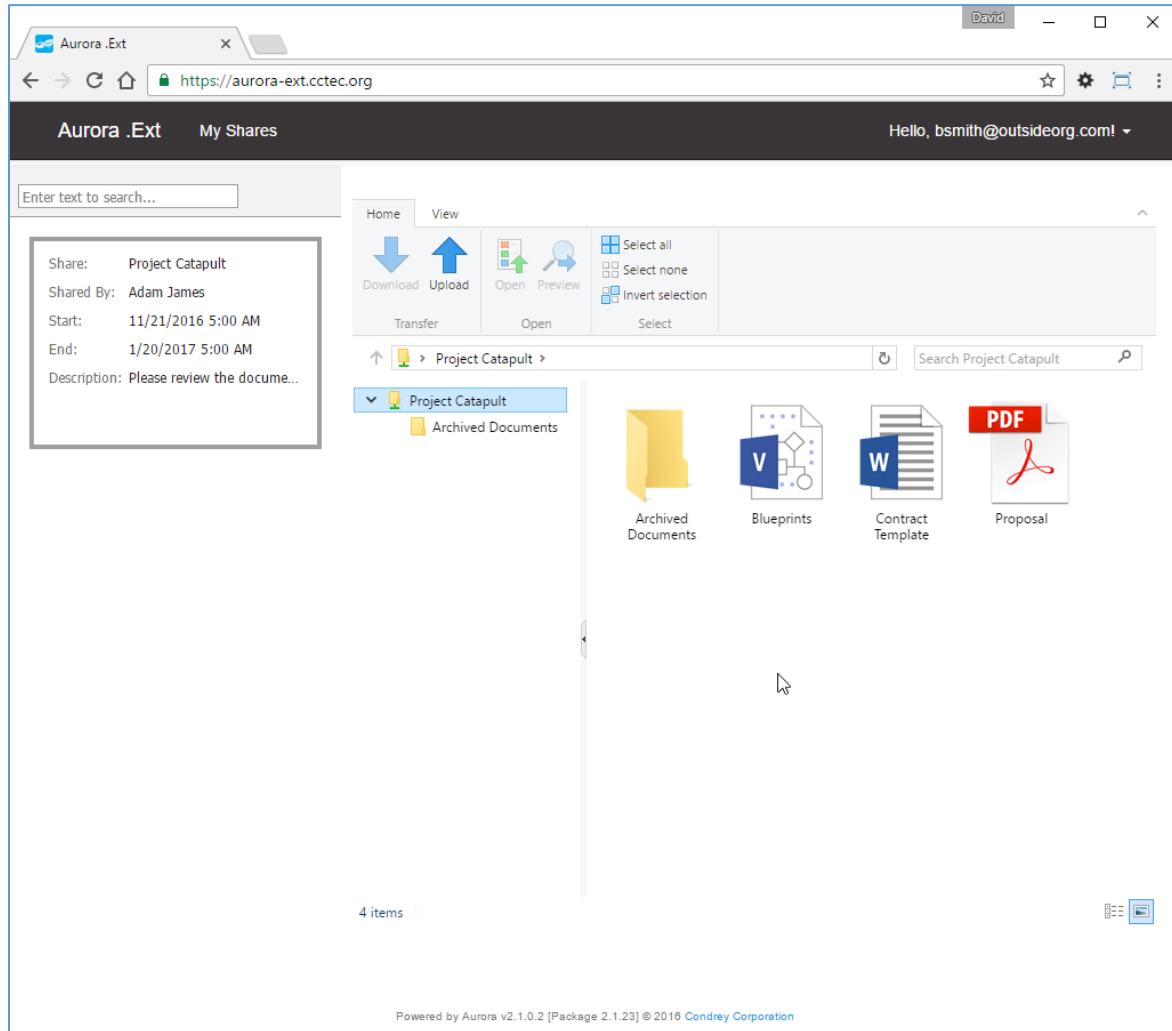 David
Aurora .Ext
https://aurora-ext.cctec.org
Aurora .Ext My Shares Hello, bsmith@outsideorg.com!
Enter text to search...
Share: Project Catapult
Shared By: Adam James
Start: 11/21/2016 5:00 AM
End: 1/20/2017 5:00 AM
Description: Please review the docume...
Home View
Download Upload Open Preview
Select all
Select none
Invert selection
Transfer Open Select
Project Catapult
Search Project Catapult
Project Catapult
Archived Documents
Archived
Documents
V
Blueprints
W
Contract
Template
PDF
Proposal
4 items
Powered by Aurora v2.1.0.2 [Package 2.1.23] © 2016 Condrey Corporation